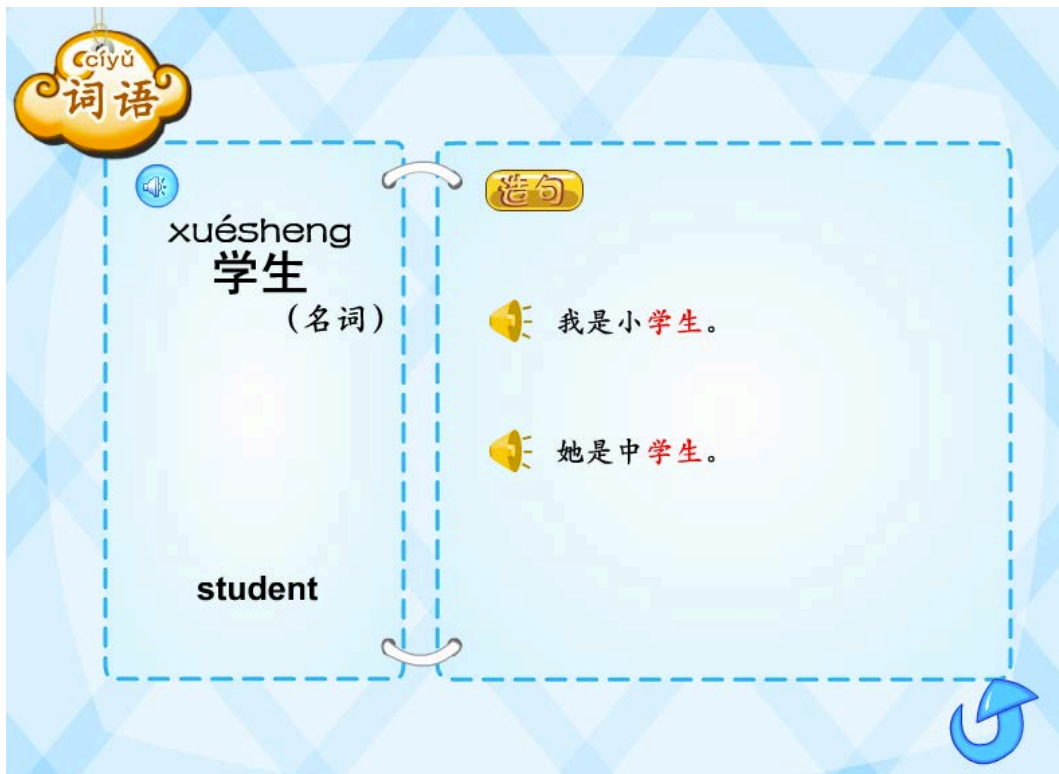 cíyǔ
词语
xuésheng
学生
（名词）
student
造句
我是小学生。
她是中学生。